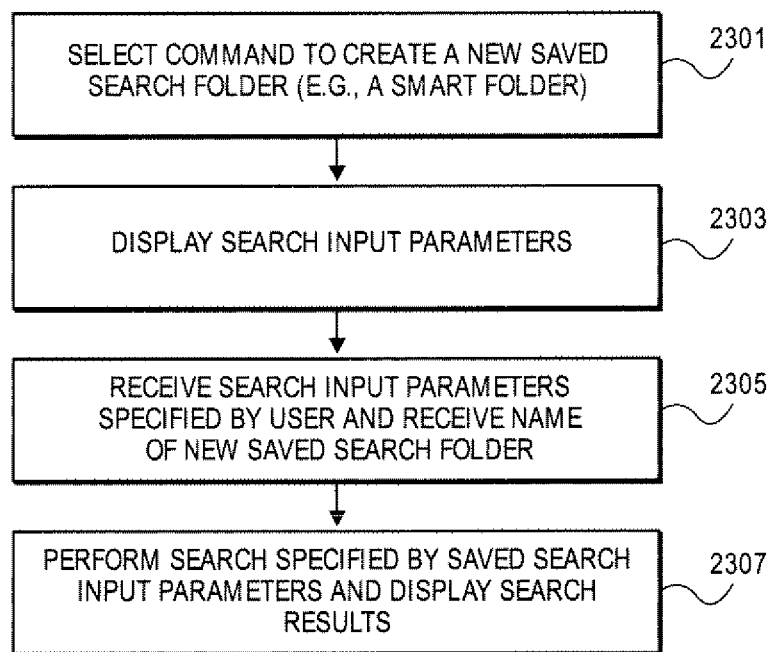 2301
SELECT COMMAND TO CREATE A NEW SAVED
SEARCH FOLDER (E.G., A SMART FOLDER)
2303
DISPLAY SEARCH INPUT PARAMETERS
2305
RECEIVE SEARCH INPUT PARAMETERS
SPECIFIED BY USER AND RECEIVE NAME
OF NEW SAVED SEARCH FOLDER
2307
PERFORM SEARCH SPECIFIED BY SAVED SEARCH
INPUT PARAMETERS AND DISPLAY SEARCH
RESULTS